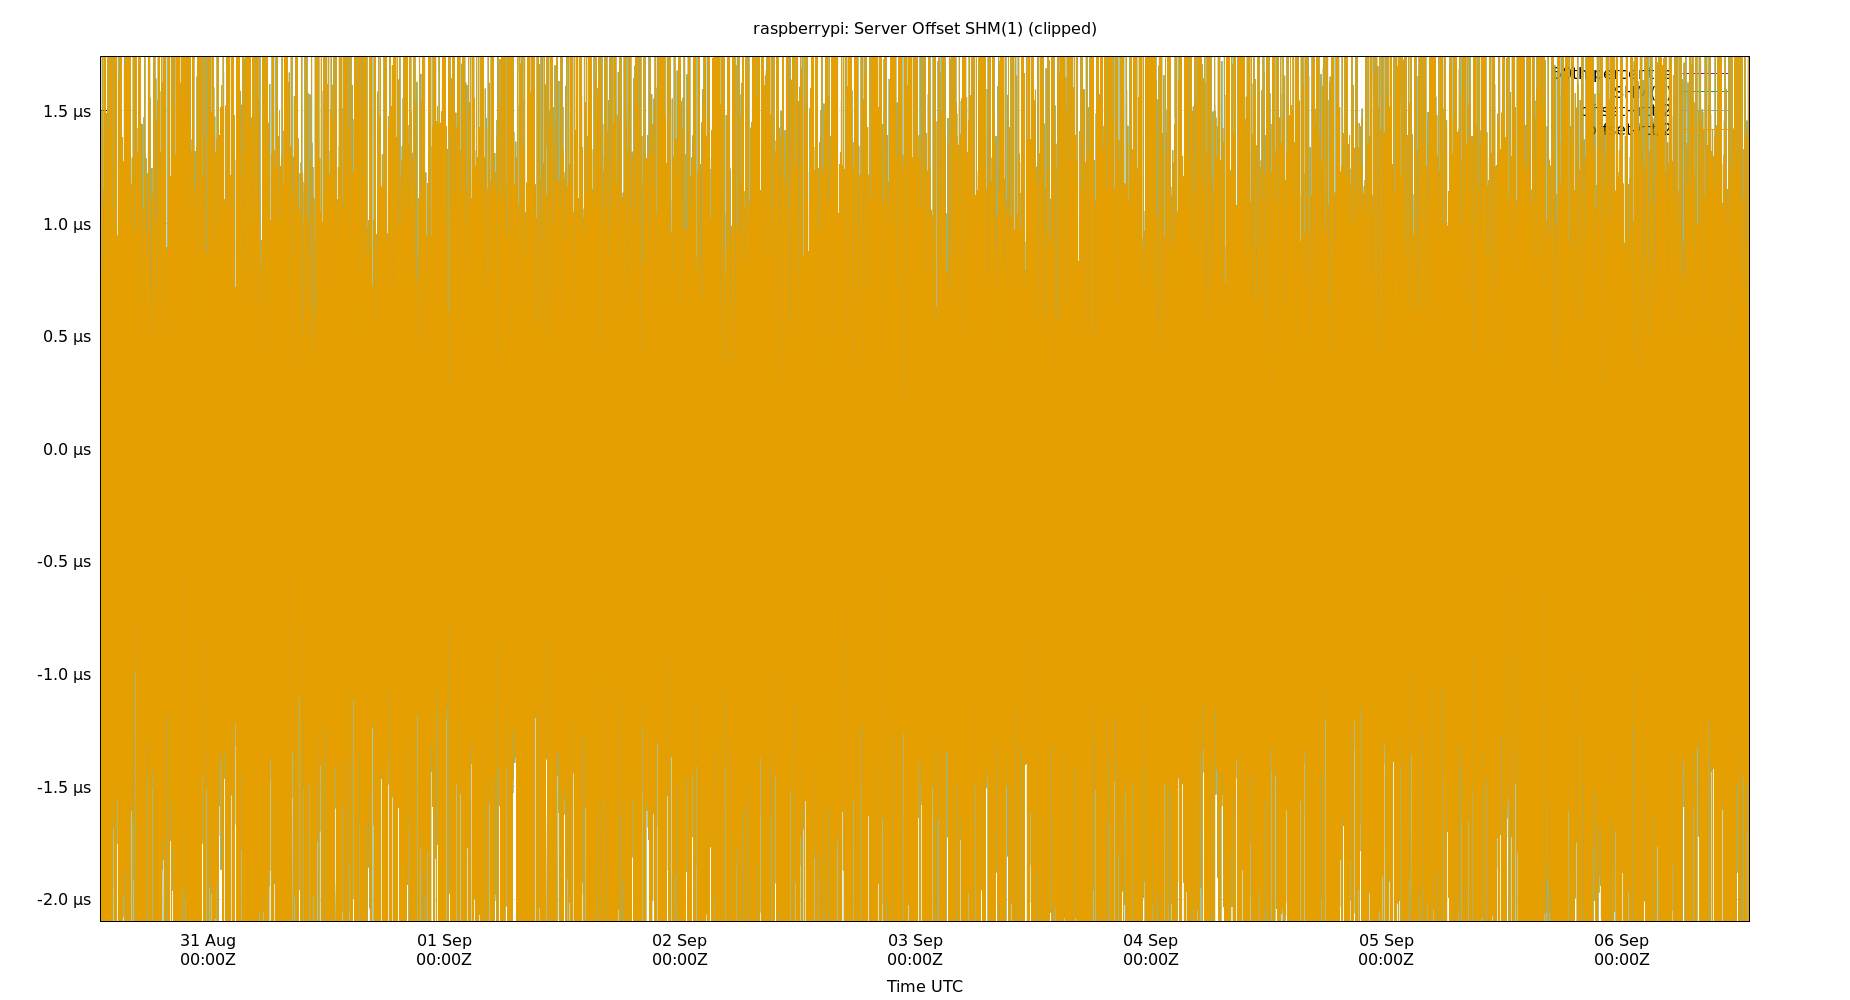 raspberrypi: Server Offset SHM(1) (clipped)
1.5 µs
1.0 µs
0.5 µs
0.0 µs
-0.5 µs
-1.0 µs
-1.5 µs
-2.0 µs
31 Aug 01 Sep 02 Sep 03 Sep 04 Sep 05 Sep 06 Sep
00:00Z 00:00Z 00:00Z 00:00Z 00:00Z 00:00Z 00:00Z
Time UTC